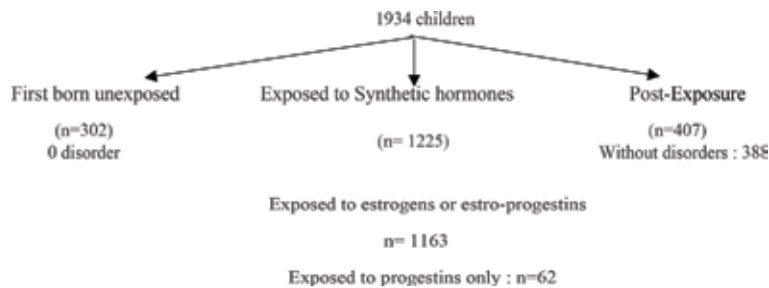 1934 children
First born unexposed
Exposed to Synthetic hormones
Post-Exposure
(n=302)
0 disorder
(n= 1225)
(n=407)
Without disorders : 388
Exposed to estrogens or estro-progestins
n= 1163
Exposed to progestins only : n=62